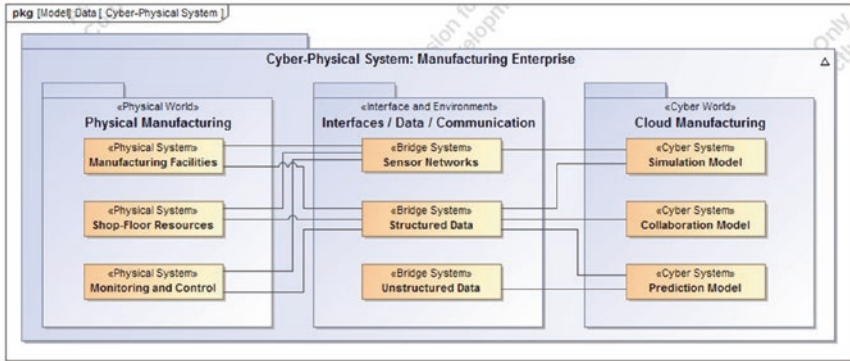 pkg [Model] Data [ Cyber-Physical System ]
Cyber-Physical System: Manufacturing Enterprise
«Physical World»
Physical Manufacturing
«Physical System»
Manufacturing Facilities
«Physical System»
Shop-Floor Resources
«Physical System»
Monitoring and Control
«Interface and Environment»
Interfaces / Data / Communication
«Bridge System»
Sensor Networks
«Bridge System»
Structured Data
«Bridge System»
Unstructured Data
«Cyber World»
Cloud Manufacturing
«Cyber System»
Simulation Model
«Cyber System»
Collaboration Model
«Cyber System»
Prediction Model
Only